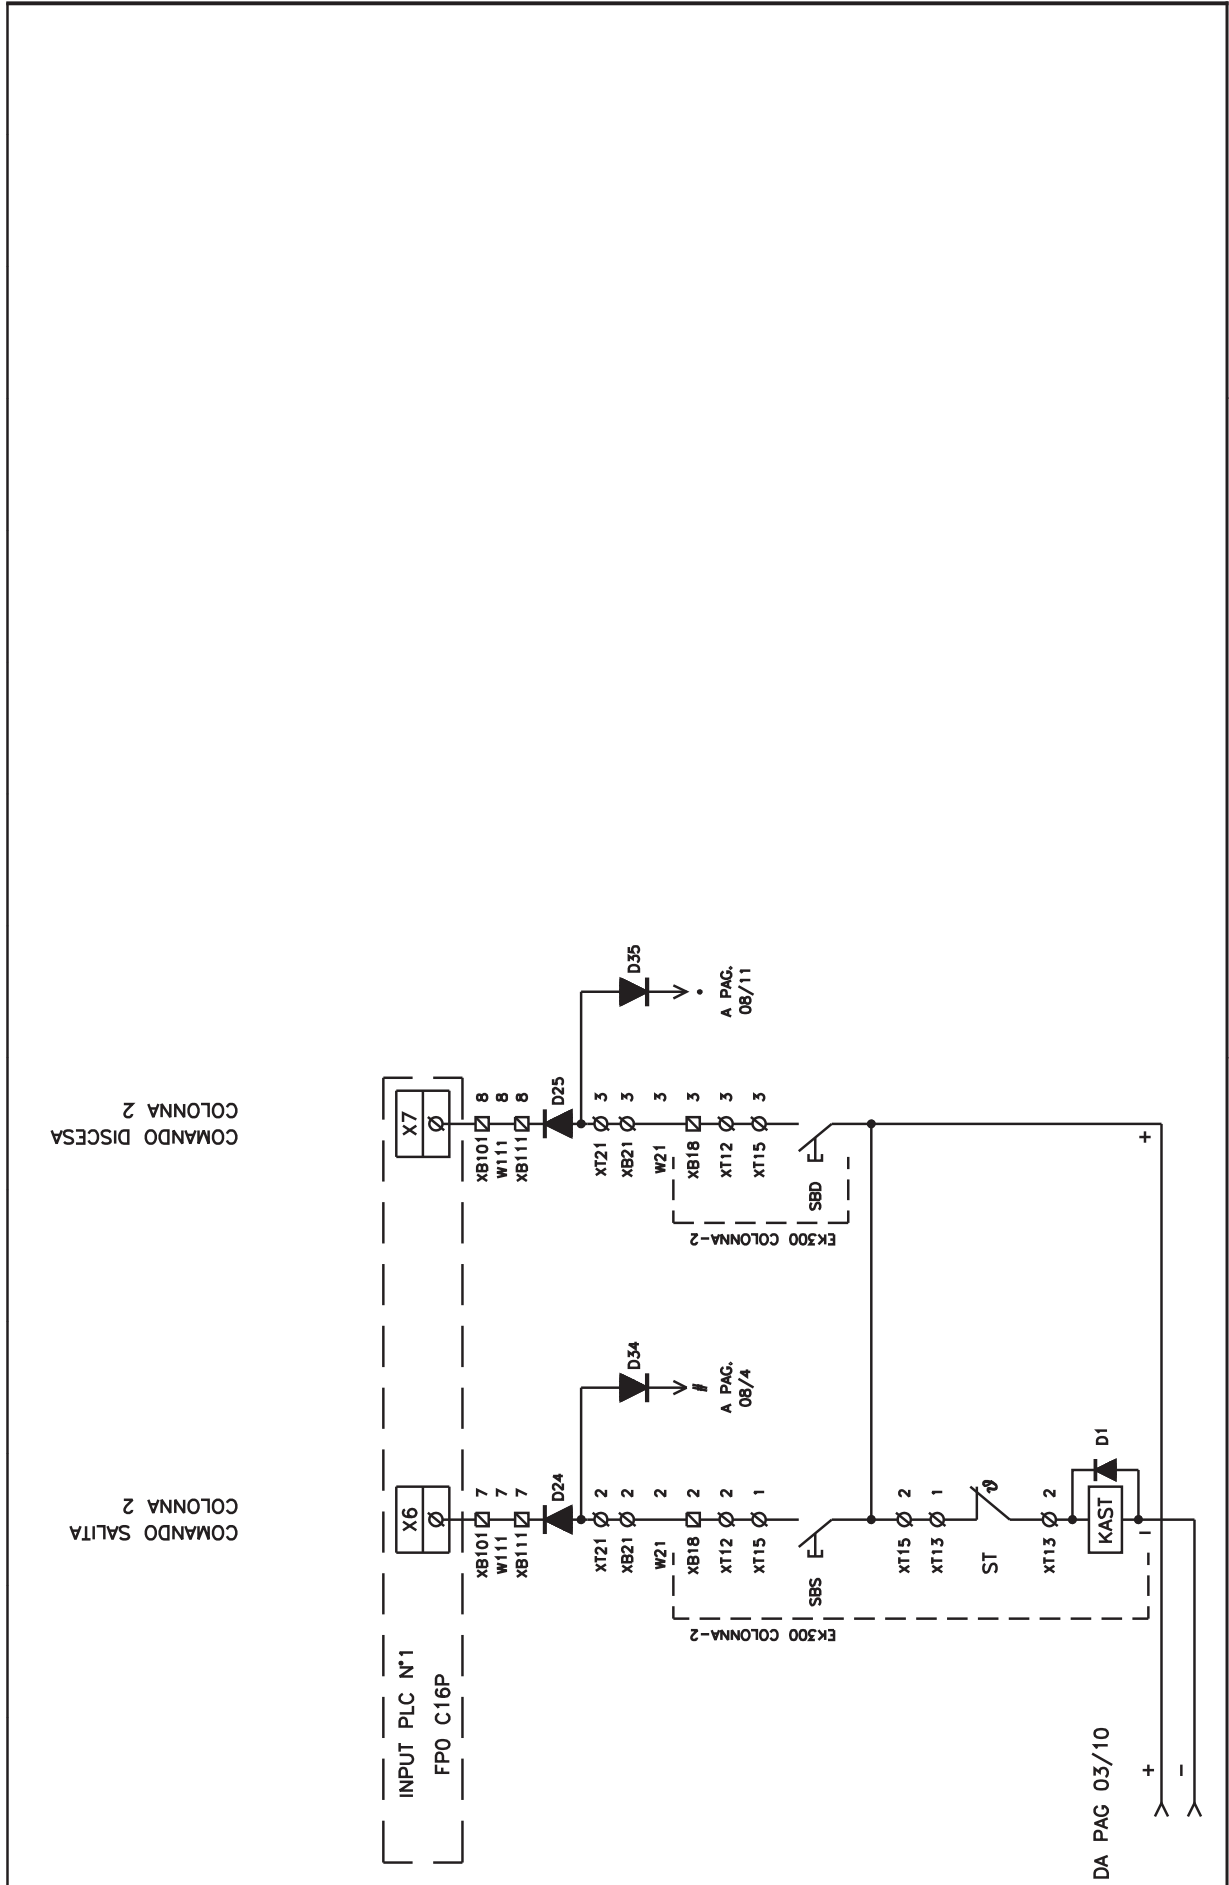 COMANDO SALITA
COLONNA 2
COMANDO DISCESA
COLONNA 2
INPUT PLC N°1
FPO C16P
X6
X7
XB101 7
W111 7
XB111 7
D24
XT21 2
XB21 2
W21 2
XB18 2
XT12 2
XT15 1
SBS
EK300 COLONNA-2
D34
#
A PAG.
08/4
XT15 2
XT13 1
ST
ϑ
XT13 2
KAST
D1
-
XB101 8
W111 8
XB111 8
D25
XT21 3
XB21 3
W21 3
XB18 3
XT12 3
XT15 3
SBD
EK300 COLONNA-2
D35
•
A PAG.
08/11
+
DA PAG 03/10
+
-